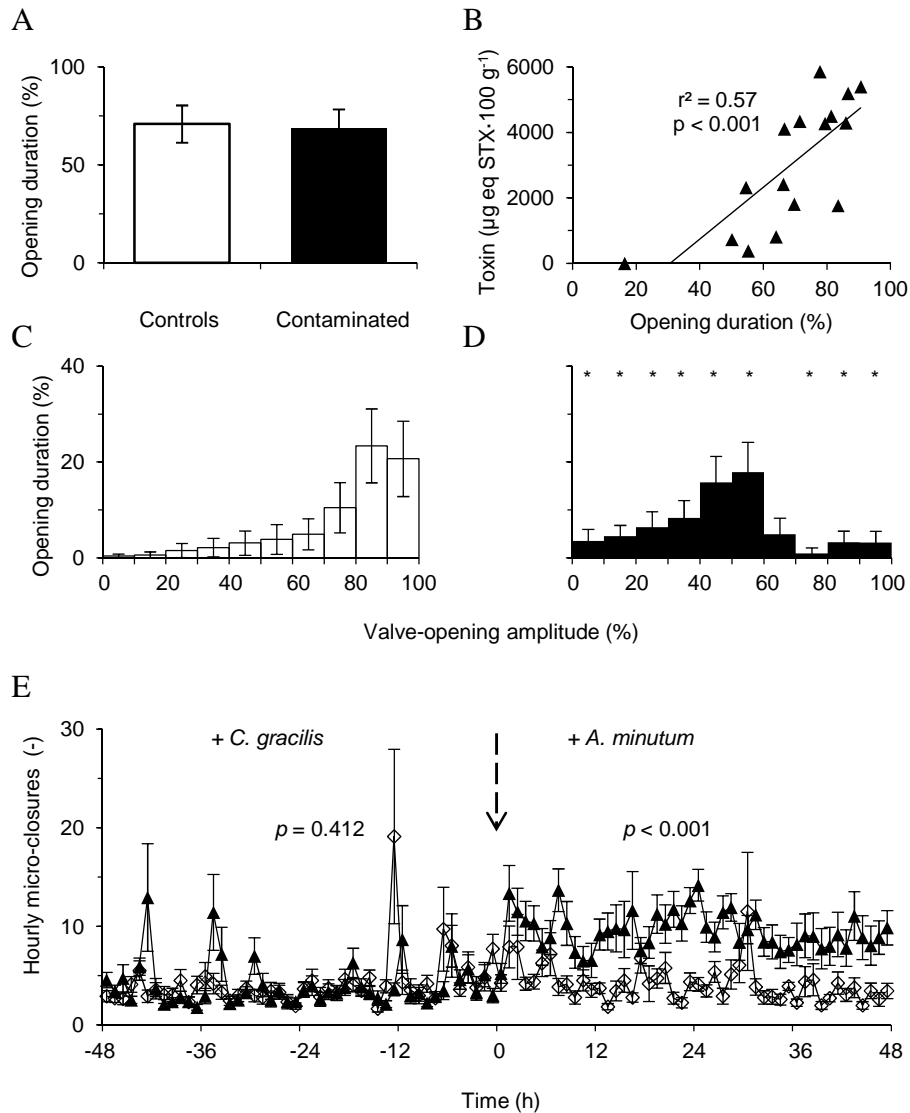 A
B
100
50
0
Opening duration (%)
Controls
Contaminated
6000
4000
2000
0
Toxin (µg eq STX·100 g⁻¹)
r² = 0.57
p < 0.001
0 20 40 60 80 100
Opening duration (%)
C
D
40
20
0
Opening duration (%)
0 20 40 60 80 100
* * * * * * * * *
0 20 40 60 80 100
Valve-opening amplitude (%)
E
30
20
10
0
Hourly micro-closures (-)
+ C. gracilis
+ A. minutum
p = 0.412
p < 0.001
-48 -36 -24 -12 0 12 24 36 48
Time (h)